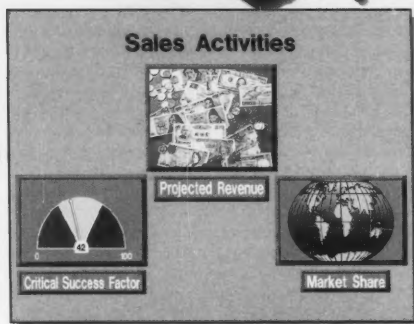 Sales Activities
Projected Revenue
42
0 100
Critical Success Factor
Market Share